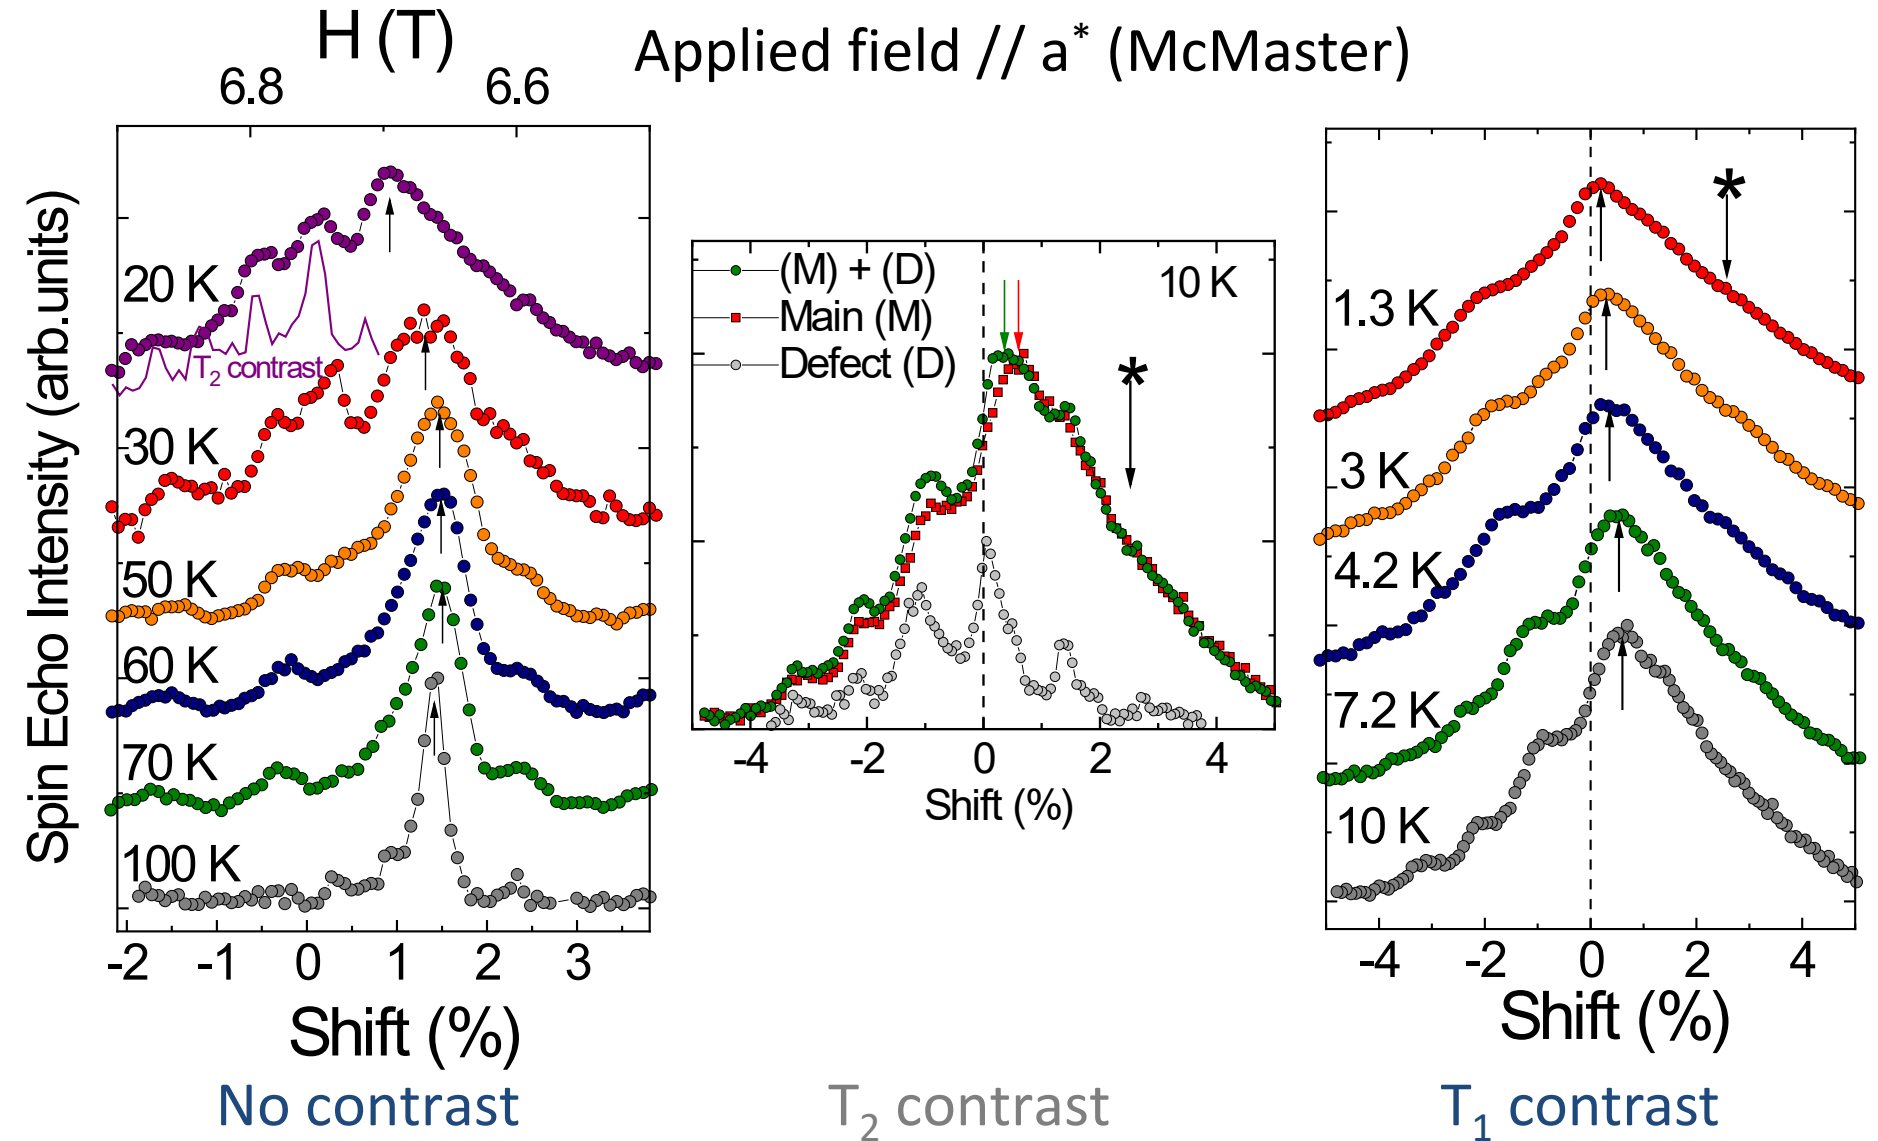 H (T)
Applied field // a* (McMaster)
6.8 6.6
Spin Echo Intensity (arb.units)
20 K
T2 contrast
30 K
50 K
60 K
70 K
100 K
-2 -1 0 1 2 3
Shift (%)
No contrast
(M) + (D)
10 K
Main (M)
Defect (D)
*
-4 -2 0 2 4
Shift (%)
T2 contrast
*
1.3 K
3 K
4.2 K
7.2 K
10 K
-4 -2 0 2 4
Shift (%)
T1 contrast